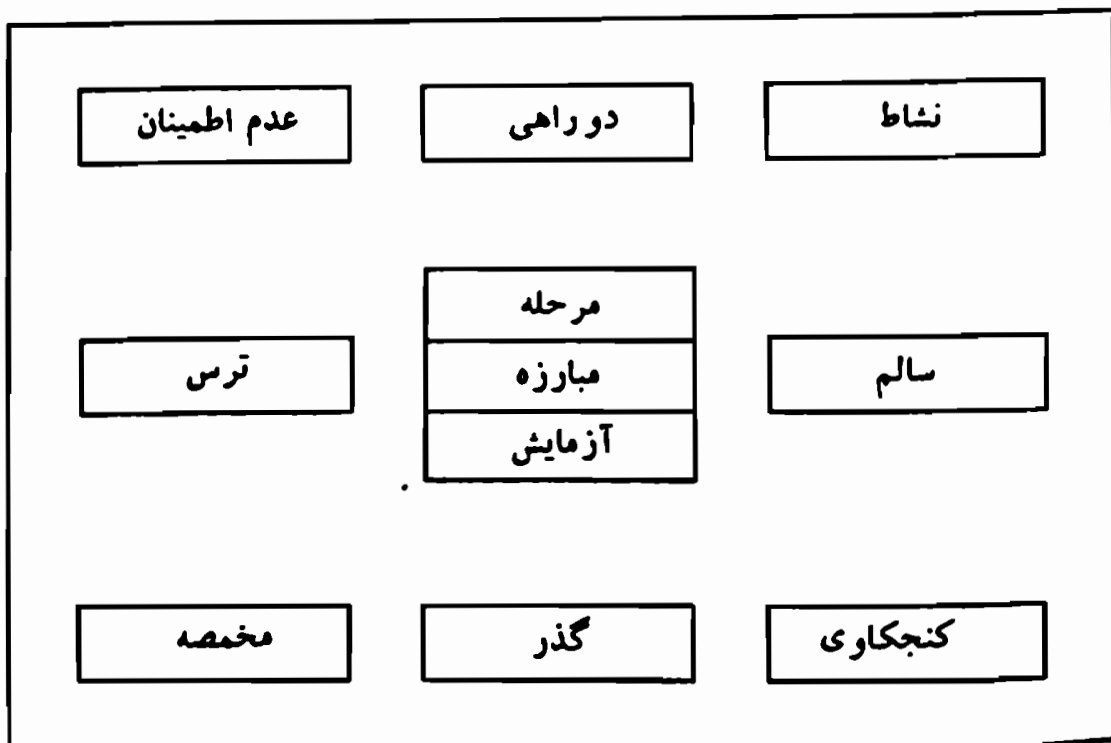 نشاط
دو راهی
عدم اطمینان
مرحله
سالم
مبارزه
ترس
آزمایش
کنجکاوی
گذر
مخمصه